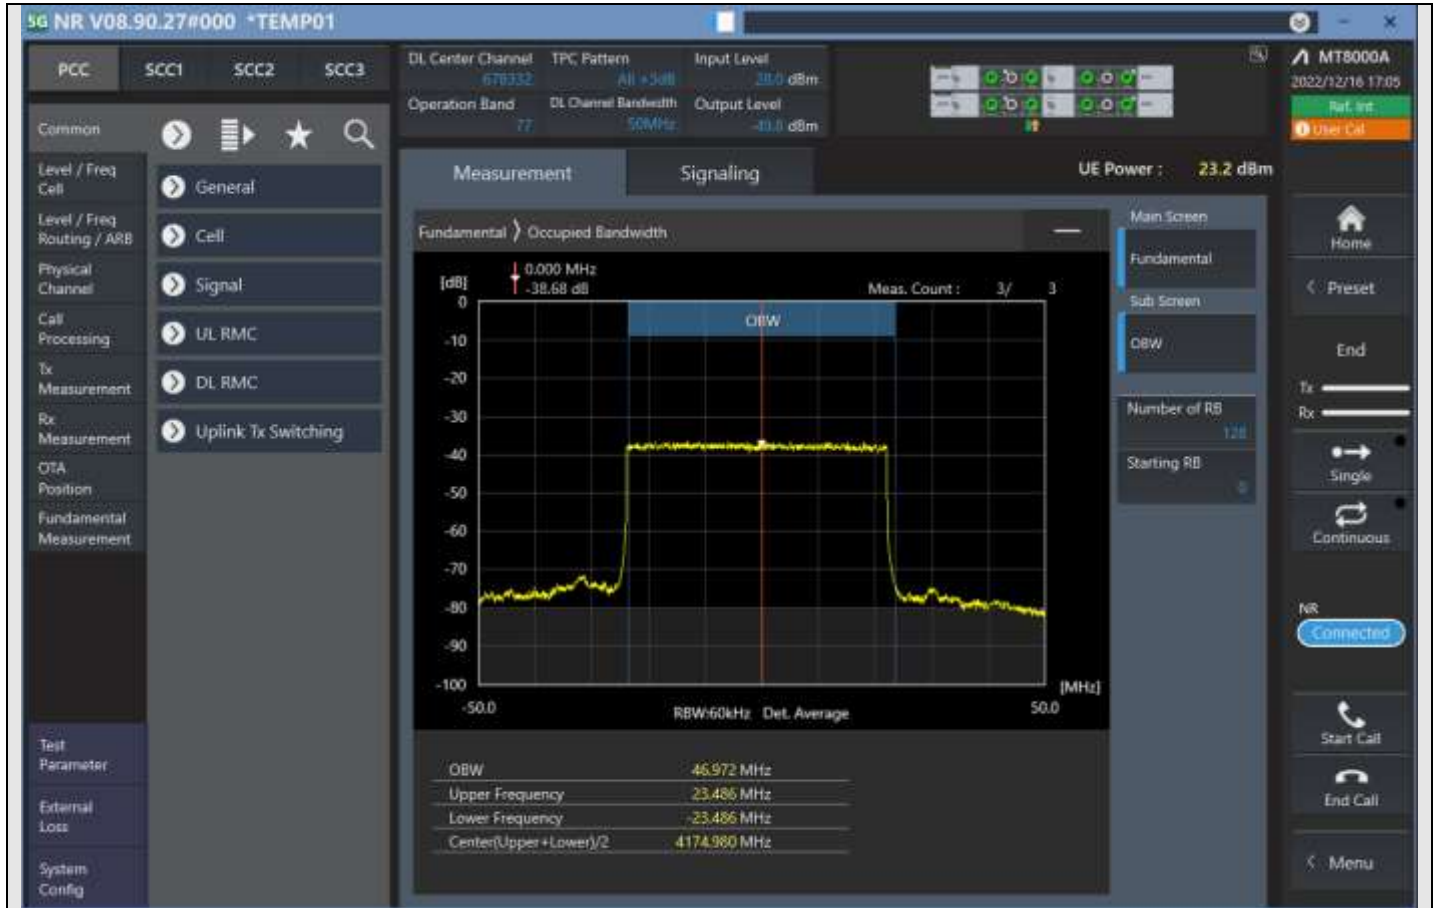 5G NR V08.90.27#000 *TEMP01
PCC SCC1 SCC2 SCC3
DL Center Channel TPC Pattern Input Level
678332 All +3dB 28.0 dBm
Operation Band DL Channel Bandwidth Output Level
77 50MHz dBm
MT8000A
2022/12/16 17:05
Ref. Int.
User Cal
Common
Level / Freq
Cell
Level / Freq
Routing / ARB
Physical
Channel
Call
Processing
Tx
Measurement
Rx
Measurement
OTA
Position
Fundamental
Measurement
Test
Parameter
External
Loss
System
Config
General
Cell
Signal
UL RMC
DL RMC
Uplink Tx Switching
Measurement Signaling
UE Power : 23.2 dBm
Fundamental Occupied Bandwidth
[dB]
0.000 MHz
-38.68 dB
Meas. Count : 3/ 3
OBW
0
-10
-20
-30
-40
-50
-60
-70
-80
-90
-100
[MHz]
-50.0 50.0
RBW:60kHz Det. Average
OBW 46.972 MHz
Upper Frequency 23.486 MHz
Lower Frequency -23.486 MHz
Center(Upper+Lower)/2 4174.980 MHz
Main Screen
Fundamental
Sub Screen
OBW
Number of RB
128
Starting RB
0
Home
Preset
End
Tx
Rx
Single
Continuous
NR
Connected
Start Call
End Call
Menu